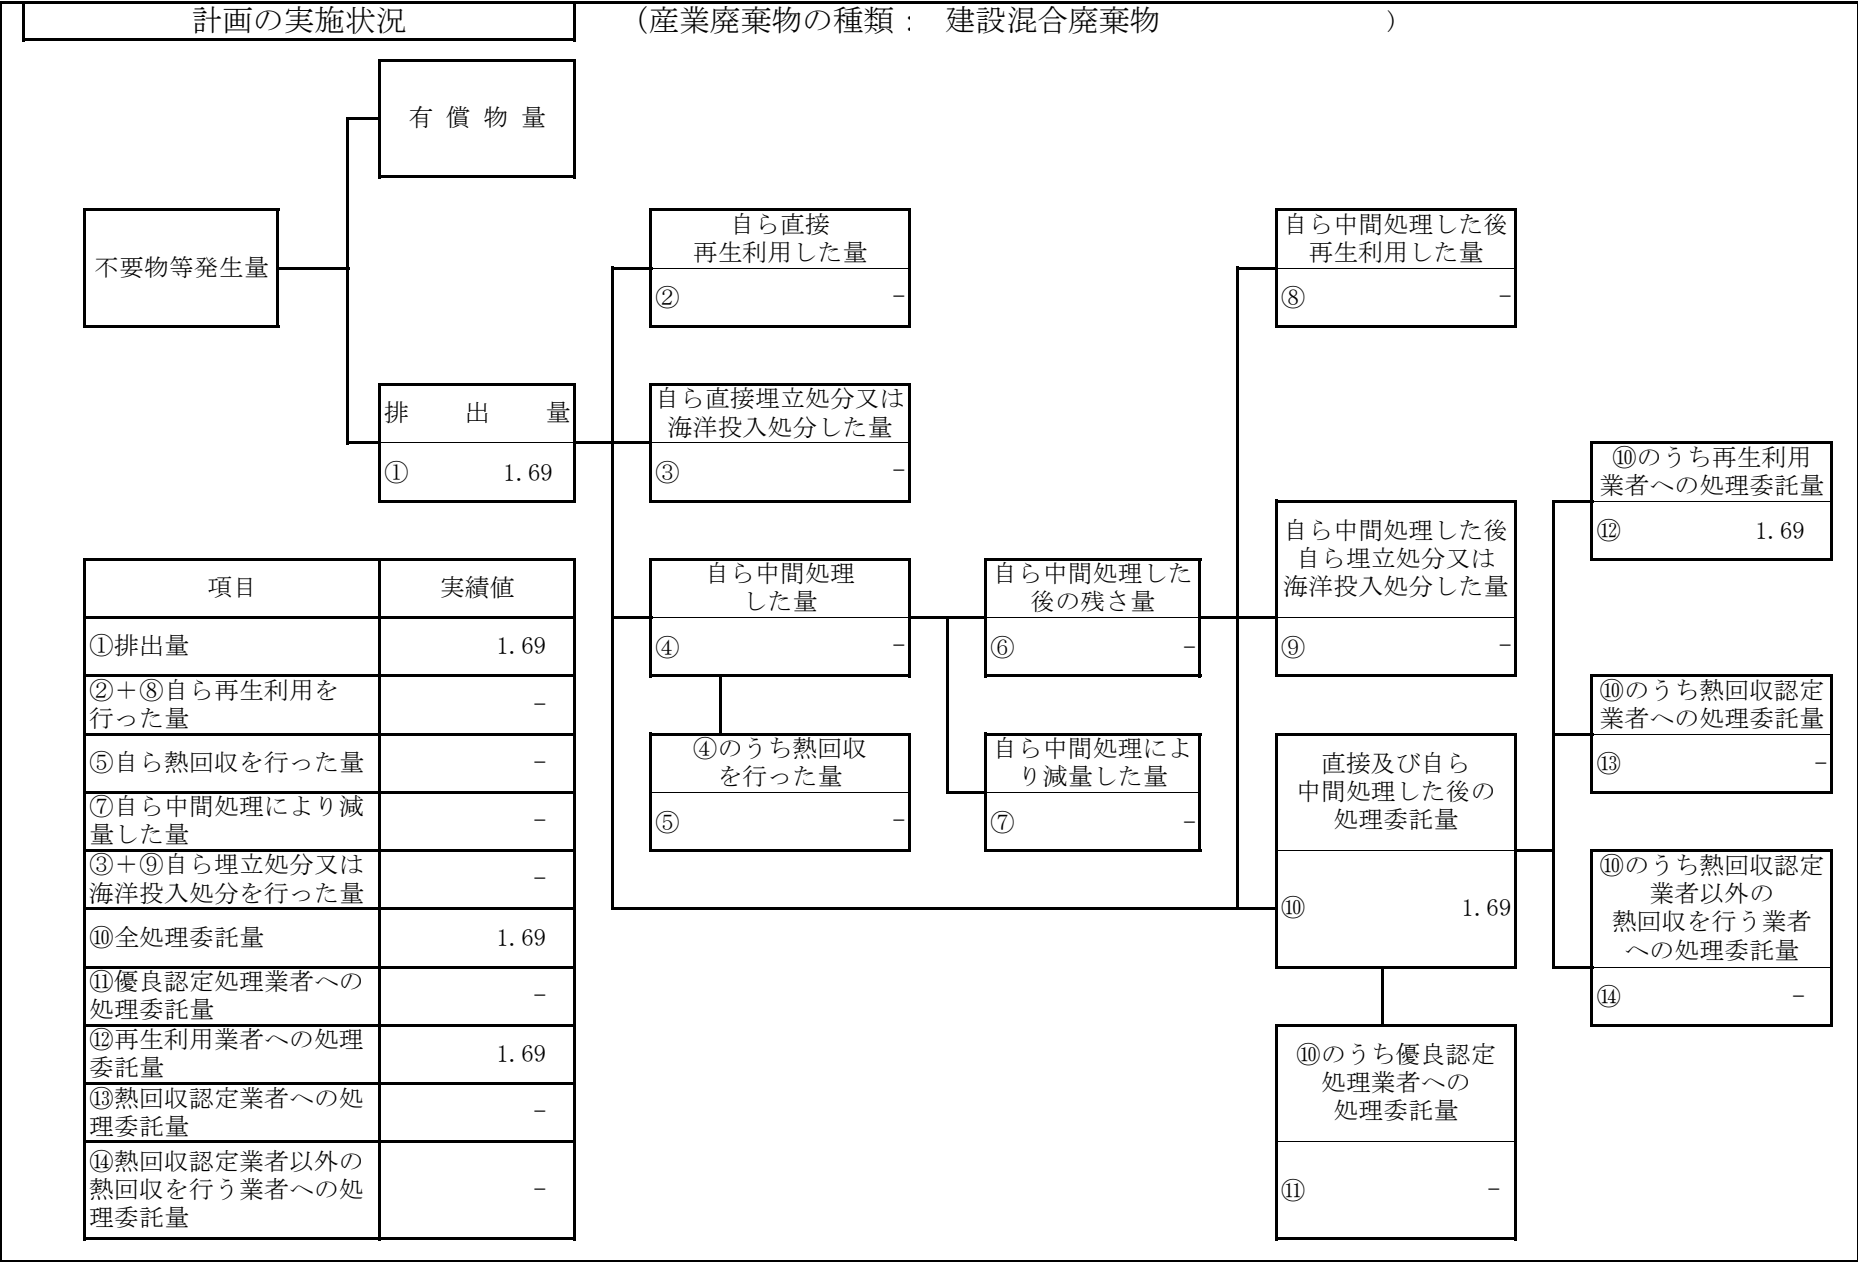 計画の実施状況
(産業廃棄物の種類: 建設混合廃棄物 )
有償物量
不要物等発生量
自ら直接
再生利用した量
② -
自ら中間処理した後
再生利用した量
⑧ -
排出量
① 1.69
自ら直接埋立処分又は
海洋投入処分した量
③ -
⑩のうち再生利用
業者への処理委託量
⑫ 1.69
自ら中間処理した後
自ら埋立処分又は
海洋投入処分した量
⑨ -
自ら中間処理
した量
④ -
自ら中間処理した
後の残さ量
⑥ -
⑩のうち熱回収認定
業者への処理委託量
⑬ -
④のうち熱回収
を行った量
⑤ -
自ら中間処理によ
り減量した量
⑦ -
直接及び自ら
中間処理した後の
処理委託量
⑩ 1.69
⑩のうち熱回収認定
業者以外の
熱回収を行う業者
への処理委託量
⑭ -
⑩のうち優良認定
処理業者への
処理委託量
⑪ -
項目 実績値
①排出量 1.69
②+⑧自ら再生利用を
行った量 -
⑤自ら熱回収を行った量 -
⑦自ら中間処理により減
量した量 -
③+⑨自ら埋立処分又は
海洋投入処分を行った量 -
⑩全処理委託量 1.69
⑪優良認定処理業者への
処理委託量 -
⑫再生利用業者への処理
委託量 1.69
⑬熱回収認定業者への処
理委託量 -
⑭熱回収認定業者以外の
熱回収を行う業者への処
理委託量 -